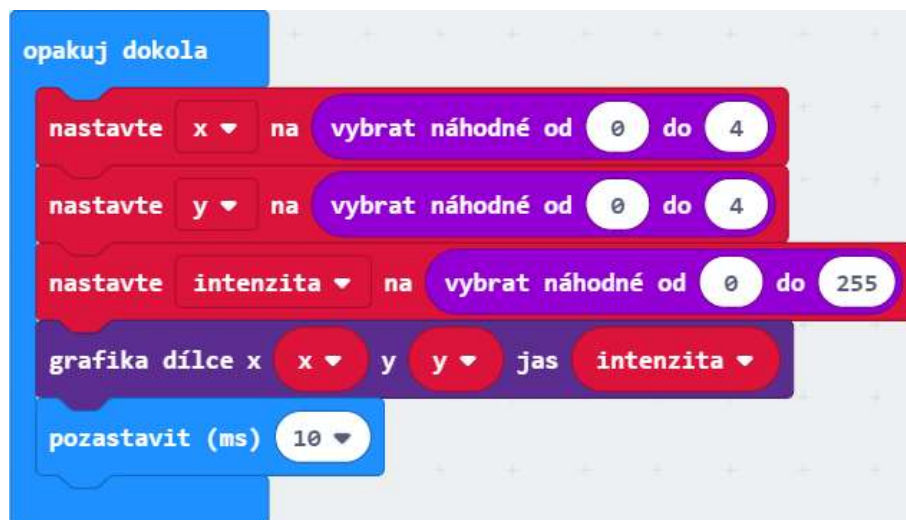 opakuj dokola
nastavte x na vybrat náhodné od 0 do 4
nastavte y na vybrat náhodné od 0 do 4
nastavte intenzita na vybrat náhodné od 0 do 255
grafika dílce x x y y jas intenzita
pozastavit (ms) 10